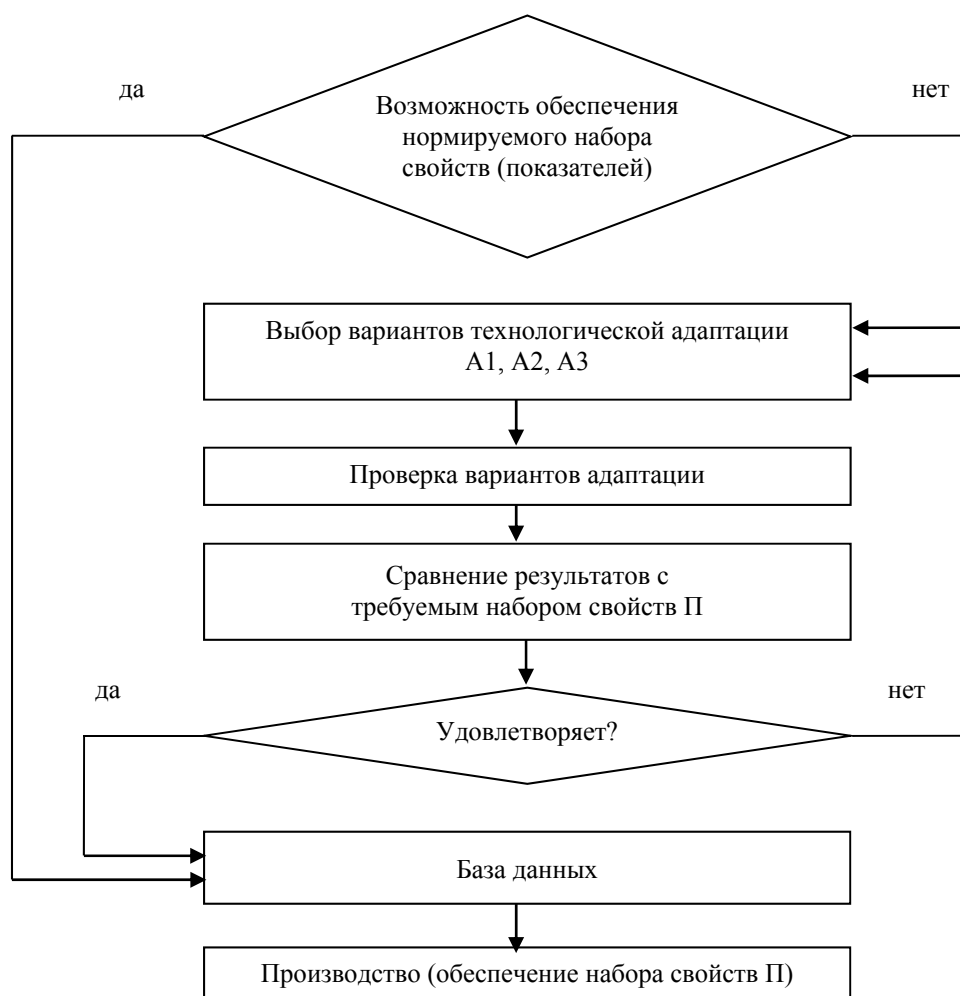 да
нет
Возможность обеспечения
нормируемого набора
свойств (показателей)
Выбор вариантов технологической адаптации
А1, А2, А3
Проверка вариантов адаптации
Сравнение результатов с
требуемым набором свойств П
да
нет
Удовлетворяет?
База данных
Производство (обеспечение набора свойств П)